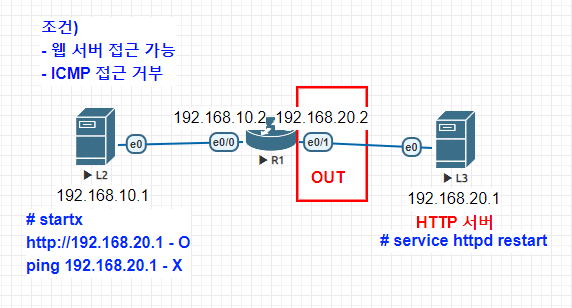 조건)
- 웹 서버 접근 가능
- ICMP 접근 거부
192.168.10.2
192.168.20.2
e0
e0/0
e0/1
e0
L2
R1
L3
OUT
192.168.10.1
192.168.20.1
# startx
HTTP 서버
http://192.168.20.1 - O
# service httpd restart
ping 192.168.20.1 - X